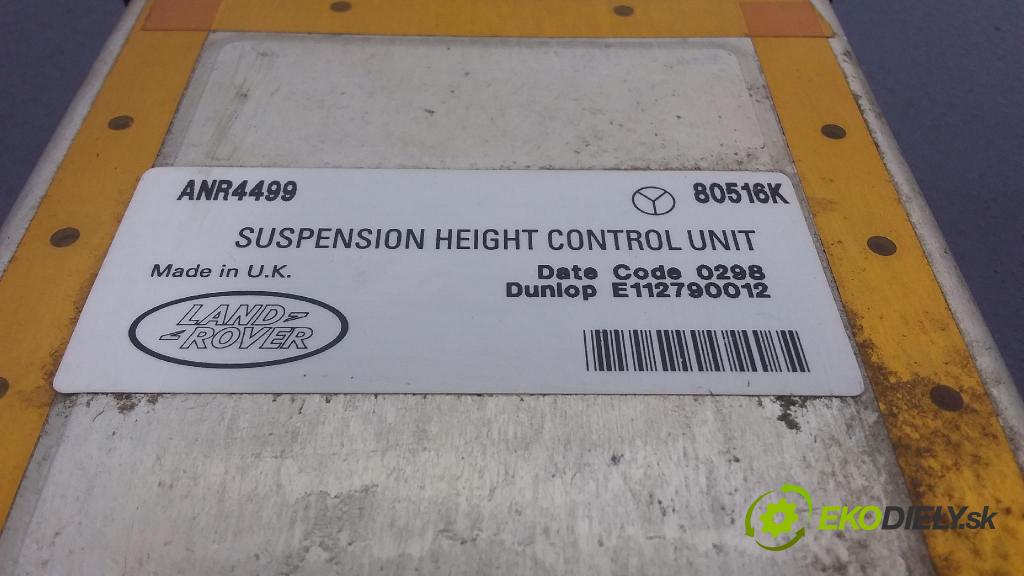 ANR4499 80516K
SUSPENSION HEIGHT CONTROL UNIT
Made in U.K. Date Code 0298
Dunlop E112790012
LAND
ROVER
EKODIELY.sk